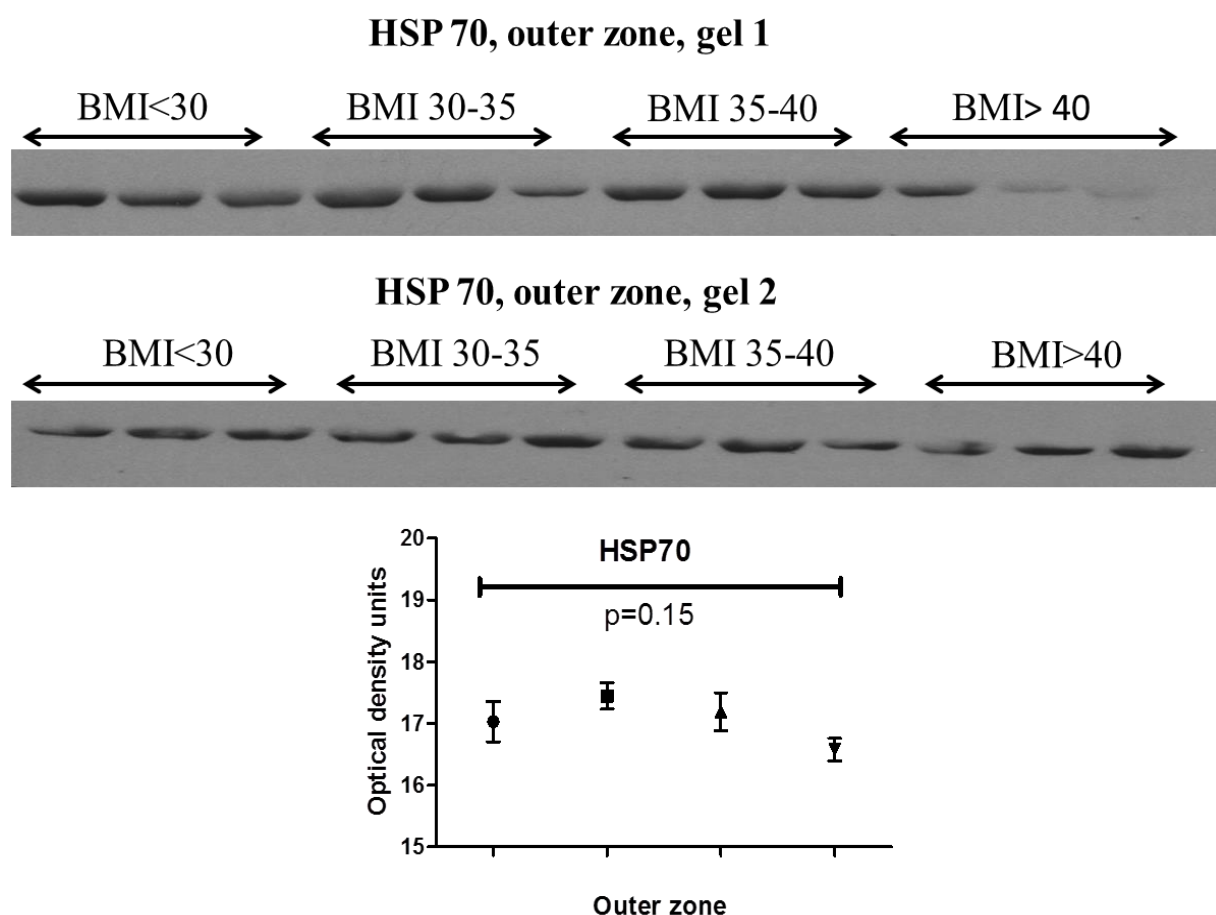 HSP 70, outer zone, gel 1
BMI<30 BMI 30-35 BMI 35-40 BMI> 40
HSP 70, outer zone, gel 2
BMI<30 BMI 30-35 BMI 35-40 BMI>40
HSP70
p=0.15
Optical density units
20
19
18
17
16
15
Outer zone